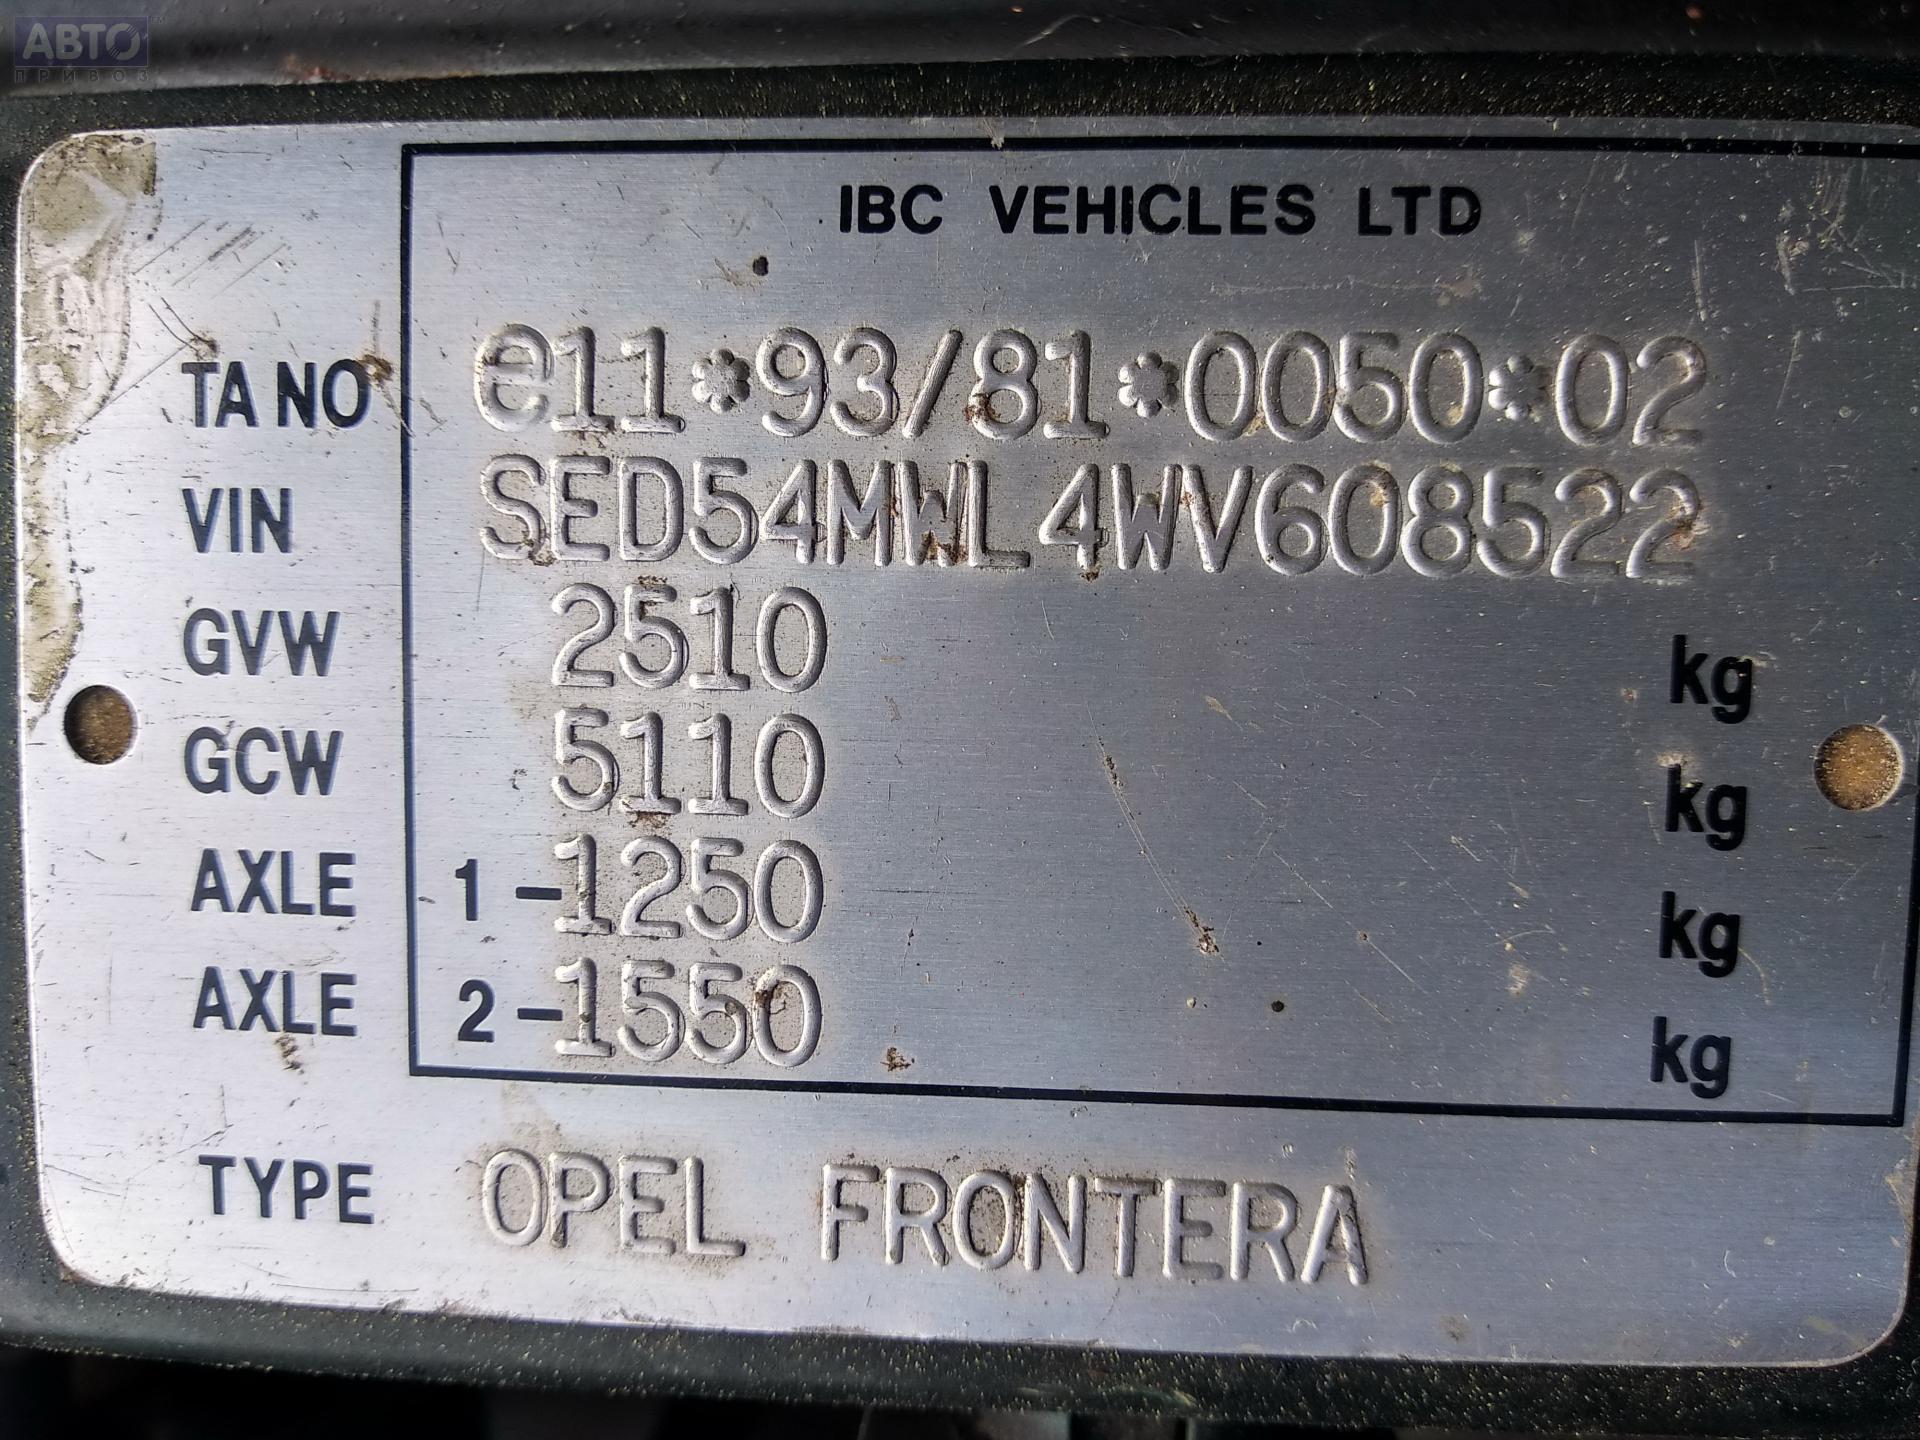 АВТО
ПРИВОЗ
IBC VEHICLES LTD
TA NO e11*93/81*0050*02
VIN SED54MWL4WV608522
GVW 2510 kg
GCW 5110 kg
AXLE 1-1250 kg
AXLE 2-1550 kg
TYPE OPEL FRONTERA